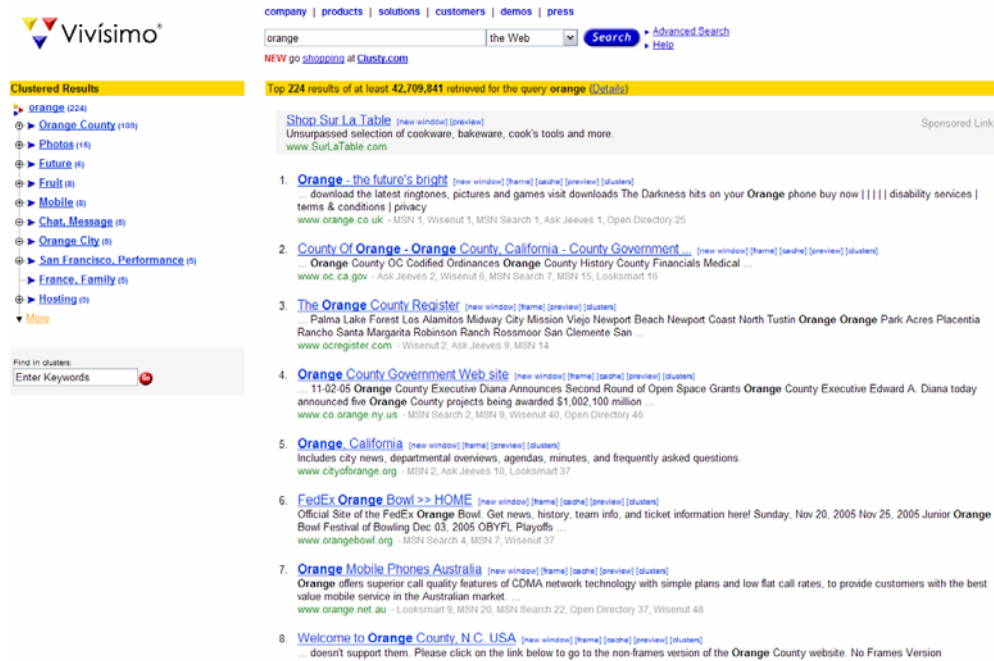 company | products | solutions | customers | demos | press
Vivísimo®
orange the Web Search Advanced Search
Help
NEW go shopping at Clusty.com
Clustered Results
orange (224)
Orange County (109)
Photos (15)
Future (6)
Fruit (8)
Mobile (8)
Chat, Message (5)
Orange City (6)
San Francisco, Performance (5)
France, Family (5)
Hosting (5)
More
Find in clusters:
Enter Keywords Go
Top 224 results of at least 42,709,841 retrieved for the query orange (Details)
Shop Sur La Table [new window] [preview]
Sponsored Link
Unsurpassed selection of cookware, bakeware, cook's tools and more.
www.SurLaTable.com
1. Orange - the future's bright [new window] [frame] [cache] [preview] [clusters]
... download the latest ringtones, pictures and games visit downloads The Darkness hits on your Orange phone buy now | | | | | disability services |
terms & conditions | privacy
www.orange.co.uk - MSN 1, Wisenut 1, MSN Search 1, Ask Jeeves 1, Open Directory 25
2. County Of Orange - Orange County, California - County Government ... [new window] [frame] [cache] [preview] [clusters]
... Orange County OC Codified Ordinances Orange County History County Financials Medical ...
www.oc.ca.gov - Ask Jeeves 2, Wisenut 6, MSN Search 7, MSN 15, Looksmart 16
3. The Orange County Register [new window] [frame] [preview] [clusters]
... Palma Lake Forest Los Alamitos Midway City Mission Viejo Newport Beach Newport Coast North Tustin Orange Orange Park Acres Placentia
Rancho Santa Margarita Robinson Ranch Rossmoor San Clemente San ...
www.ocregister.com - Wisenut 2, Ask Jeeves 9, MSN 14
4. Orange County Government Web site [new window] [frame] [cache] [preview] [clusters]
... 11-02-05 Orange County Executive Diana Announces Second Round of Open Space Grants Orange County Executive Edward A. Diana today
announced five Orange County projects being awarded $1,002,100 million ...
www.co.orange.ny.us - MSN Search 2, MSN 9, Wisenut 40, Open Directory 46
5. Orange, California [new window] [frame] [preview] [clusters]
Includes city news, departmental overviews, agendas, minutes, and frequently asked questions.
www.cityoforange.org - MSN 2, Ask Jeeves 10, Looksmart 37
6. FedEx Orange Bowl >> HOME [new window] [frame] [cache] [preview] [clusters]
Official Site of the FedEx Orange Bowl. Get news, history, team info, and ticket information here! Sunday, Nov 20, 2005 Nov 25, 2005 Junior Orange
Bowl Festival of Bowling Dec 03, 2005 OBYFL Playoffs ...
www.orangebowl.org - MSN Search 4, MSN 7, Wisenut 37
7. Orange Mobile Phones Australia [new window] [frame] [cache] [preview] [clusters]
Orange offers superior call quality features of CDMA network technology with simple plans and low flat call rates, to provide customers with the best
value mobile service in the Australian market. ...
www.orange.net.au - Looksmart 9, MSN 20, MSN Search 22, Open Directory 37, Wisenut 48
8. Welcome to Orange County, N.C. USA [new window] [frame] [cache] [preview] [clusters]
... doesn't support them. Please click on the link below to go to the non-frames version of the Orange County website. No Frames Version